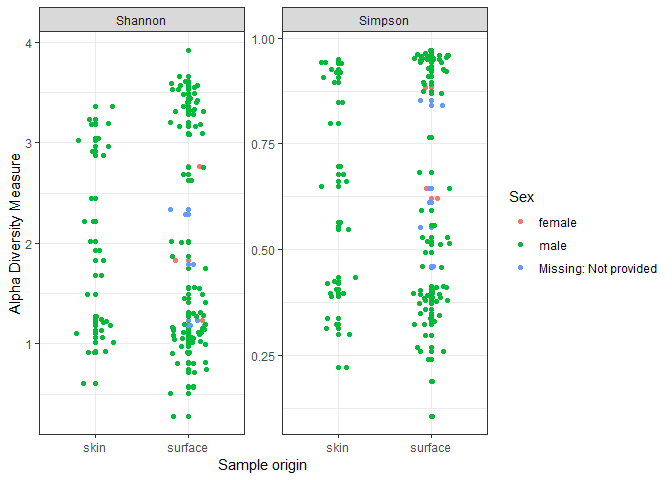 Shannon
Simpson
Alpha Diversity Measure
4
3
2
1
1.00
0.75
0.50
0.25
skin
surface
skin
surface
Sample origin
Sex
female
male
Missing: Not provided